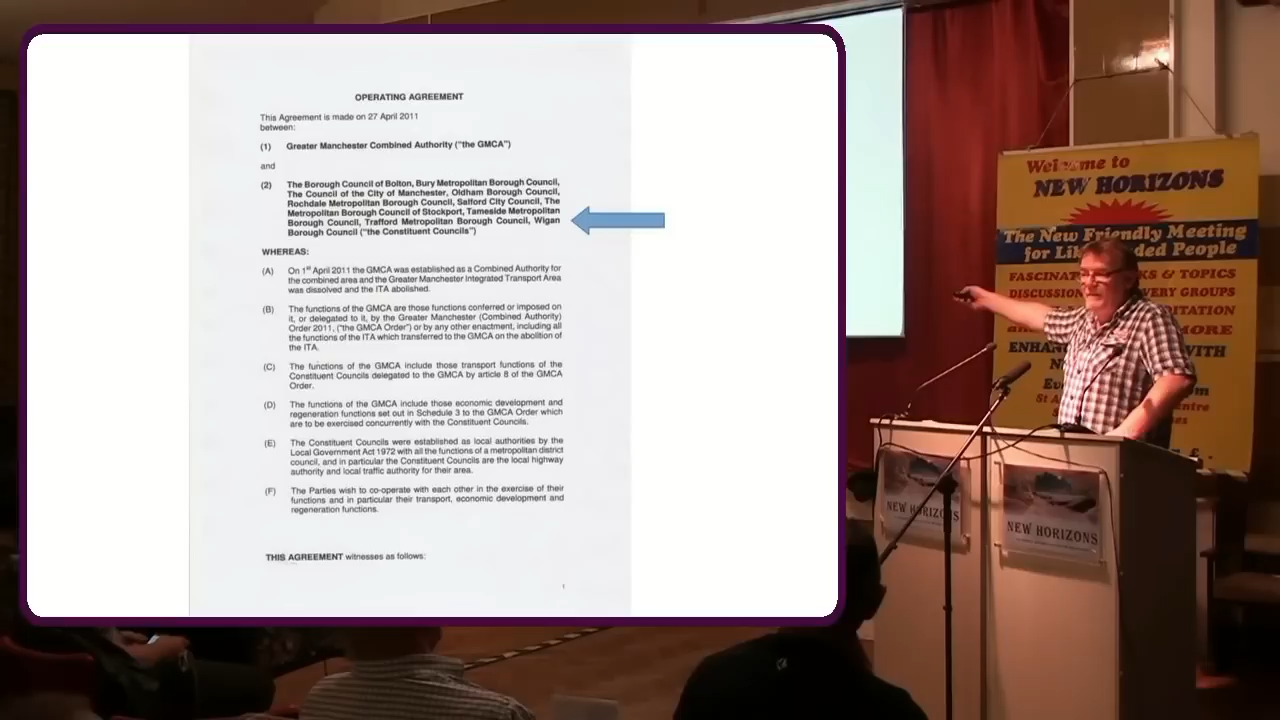 OPERATING AGREEMENT
This Agreement is made on 27 April 2011
between:
(1) Greater Manchester Combined Authority ("the GMCA")
and
(2) The Borough Council of Bolton, Bury Metropolitan Borough Council,
The Council of the City of Manchester, Oldham Borough Council,
Rochdale Metropolitan Borough Council, Salford City Council, The
Metropolitan Borough Council of Stockport, Tameside Metropolitan
Borough Council, Trafford Metropolitan Borough Council, Wigan
Borough Council ("the Constituent Councils")
WHEREAS:
(A) On 1st April 2011 the GMCA was established as a Combined Authority for
the combined area and the Greater Manchester Integrated Transport Area
was dissolved and the ITA abolished.
(B) The functions of the GMCA are those functions conferred or imposed on
it, or delegated to it, by the Greater Manchester (Combined Authority)
Order 2011, ("the GMCA Order") or by any other enactment, including all
the functions of the ITA which transferred to the GMCA on the abolition of
the ITA.
(C) The functions of the GMCA include those transport functions of the
Constituent Councils delegated to the GMCA by article 8 of the GMCA
Order.
(D) The functions of the GMCA include those economic development and
regeneration functions set out in Schedule 3 to the GMCA Order which
are to be exercised concurrently with the Constituent Councils.
(E) The Constituent Councils were established as local authorities by the
Local Government Act 1972 with all the functions of a metropolitan district
council, and in particular the Constituent Councils are the local highway
authority and local traffic authority for their area.
(F) The Parties wish to co-operate with each other in the exercise of their
functions and in particular their transport, economic development and
regeneration functions.
THIS AGREEMENT witnesses as follows:
1
Welcome to
NEW HORIZONS
The New Friendly Meeting
for Lik ded People
FASCINAT KS & TOPICS
DISCUSSION VERY GROUPS
ITATION
MORE
ENHAN WITH
N
Ev m
St A ntre
S es
& .
NEW HORIZONS
NEW HORIZONS